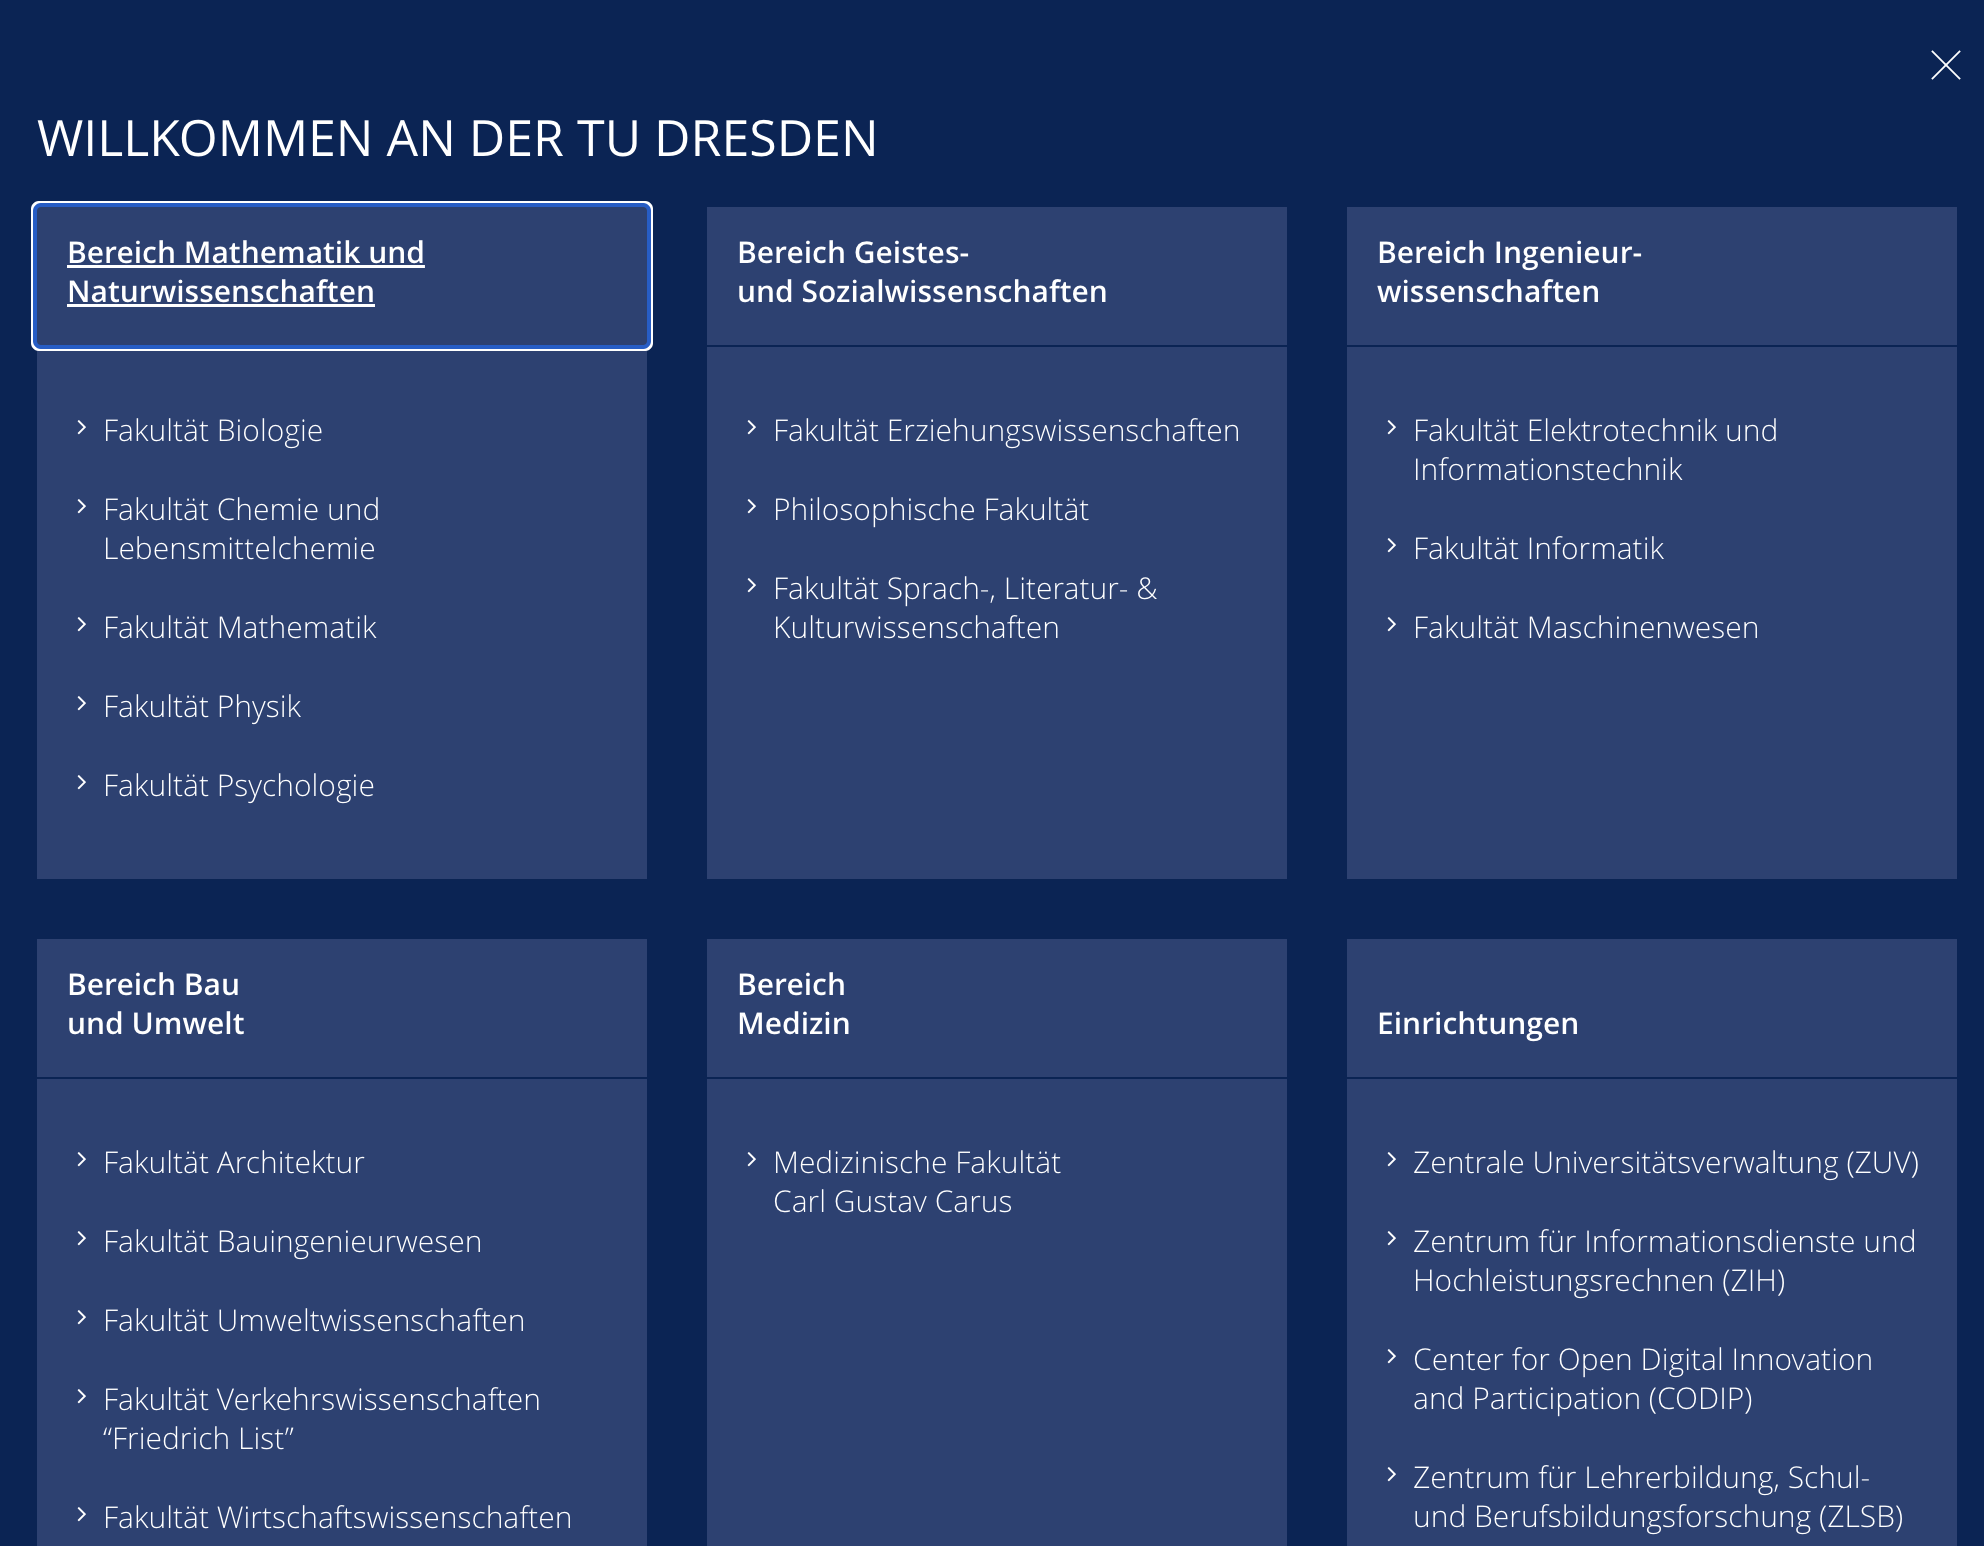 WILLKOMMEN AN DER TU DRESDEN
Bereich Mathematik und
Naturwissenschaften
Fakultät Biologie
Fakultät Chemie und
Lebensmittelchemie
Fakultät Mathematik
Fakultät Physik
Fakultät Psychologie
Bereich Geistes-
und Sozialwissenschaften
Fakultät Erziehungswissenschaften
Philosophische Fakultät
Fakultät Sprach-, Literatur- &
Kulturwissenschaften
Bereich Ingenieur-
wissenschaften
Fakultät Elektrotechnik und
Informationstechnik
Fakultät Informatik
Fakultät Maschinenwesen
Bereich Bau
und Umwelt
Fakultät Architektur
Fakultät Bauingenieurwesen
Fakultät Umweltwissenschaften
Fakultät Verkehrswissenschaften
“Friedrich List”
Fakultät Wirtschaftswissenschaften
Bereich
Medizin
Medizinische Fakultät
Carl Gustav Carus
Einrichtungen
Zentrale Universitätsverwaltung (ZUV)
Zentrum für Informationsdienste und
Hochleistungsrechnen (ZIH)
Center for Open Digital Innovation
and Participation (CODIP)
Zentrum für Lehrerbildung, Schul-
und Berufsbildungsforschung (ZLSB)